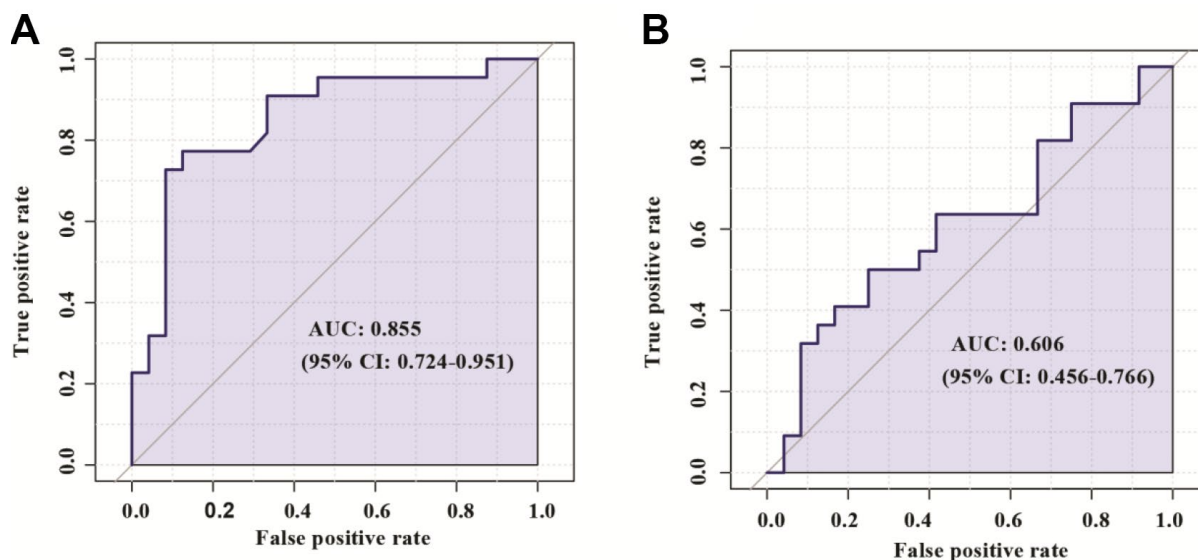 A
1.0
0.8
0.6
0.4
0.2
0.0
True positive rate
AUC: 0.855
(95% CI: 0.724-0.951)
0.0 0.2 0.4 0.6 0.8 1.0
False positive rate
B
1.0
0.8
0.6
0.4
0.2
0.0
True positive rate
AUC: 0.606
(95% CI: 0.456-0.766)
0.0 0.2 0.4 0.6 0.8 1.0
False positive rate